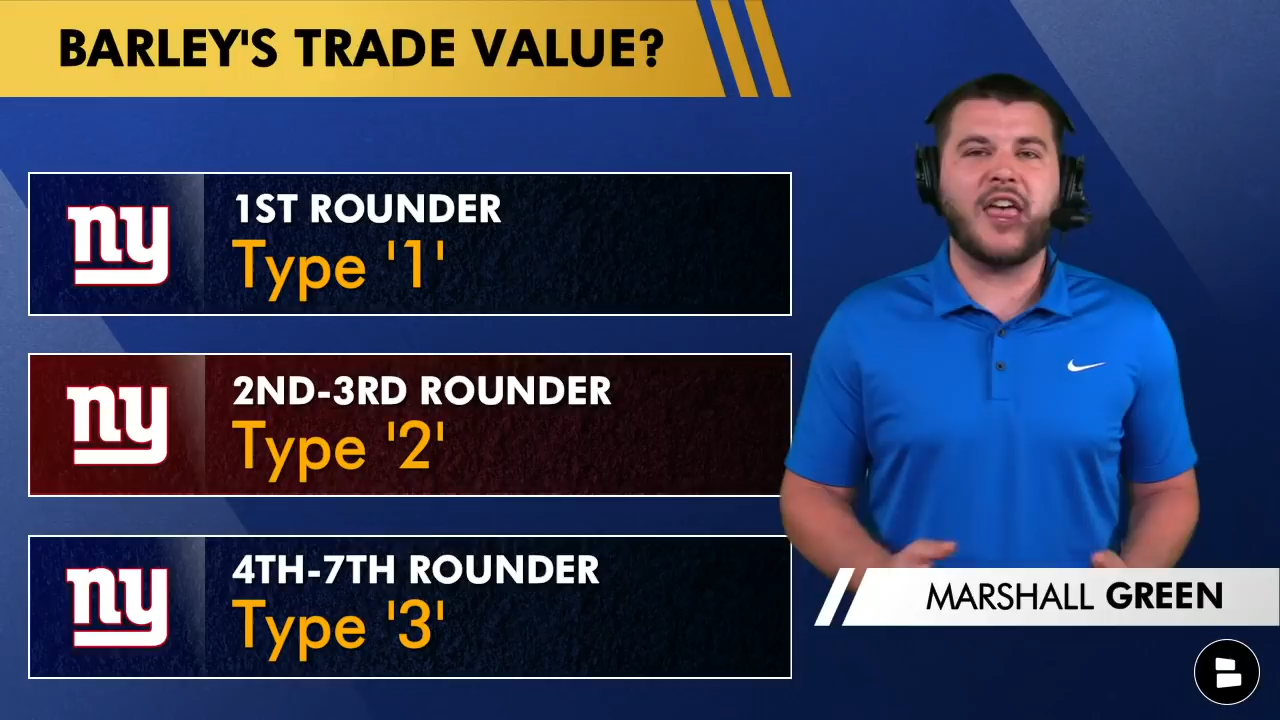 BARLEY'S TRADE VALUE?
ny
1ST ROUNDER
Type '1'
ny
2ND-3RD ROUNDER
Type '2'
ny
4TH-7TH ROUNDER
Type '3'
MARSHALL GREEN